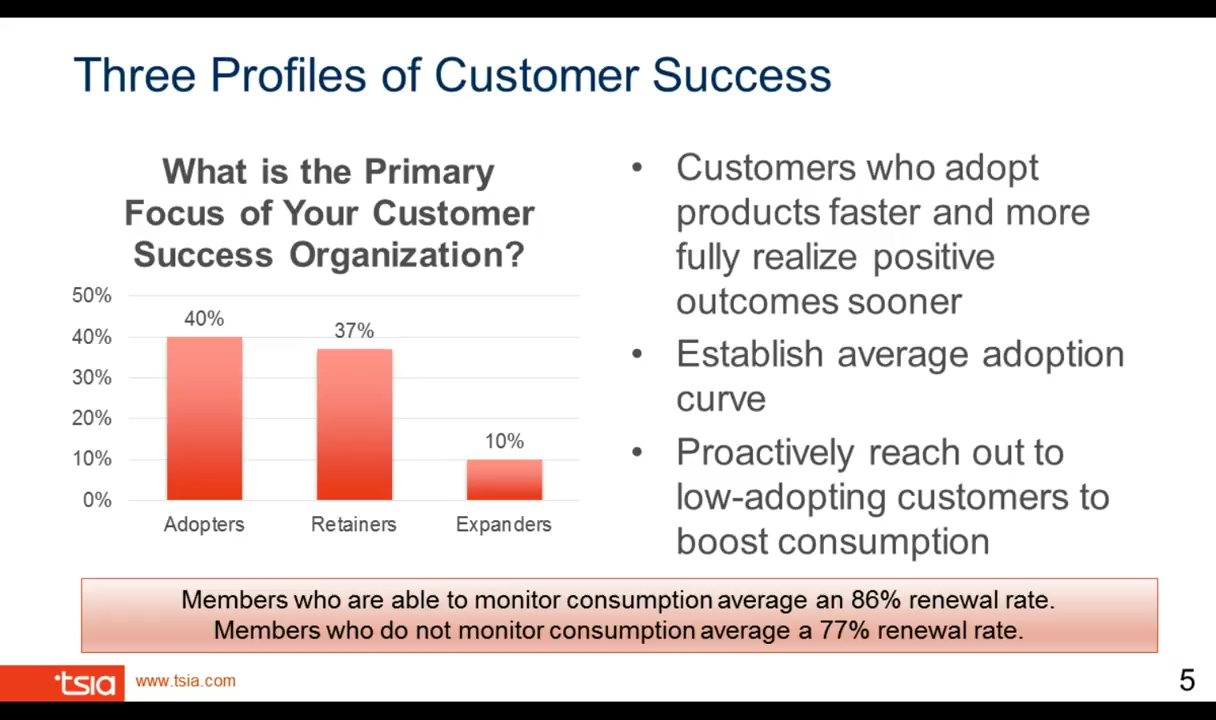 Three Profiles of Customer Success
What is the Primary
Focus of Your Customer
Success Organization?
50%
40%
30%
20%
10%
0%
40%
37%
10%
Adopters
Retainers
Expanders
• Customers who adopt
products faster and more
fully realize positive
outcomes sooner
• Establish average adoption
curve
• Proactively reach out to
low-adopting customers to
boost consumption
Members who are able to monitor consumption average an 86% renewal rate.
Members who do not monitor consumption average a 77% renewal rate.
tsia
www.tsia.com
5